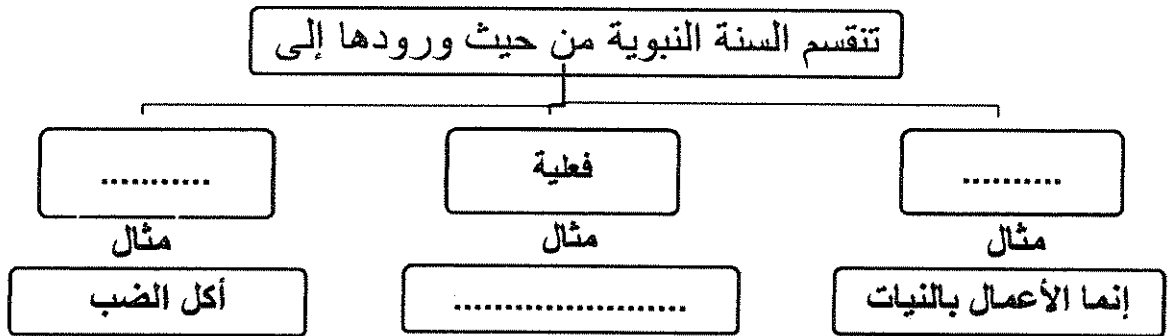 تنقسم السنة النبوية من حيث ورودها إلى
.......... فعلية ...........
مثال مثال مثال
إنما الأعمال بالنيات ........................ أكل الضب